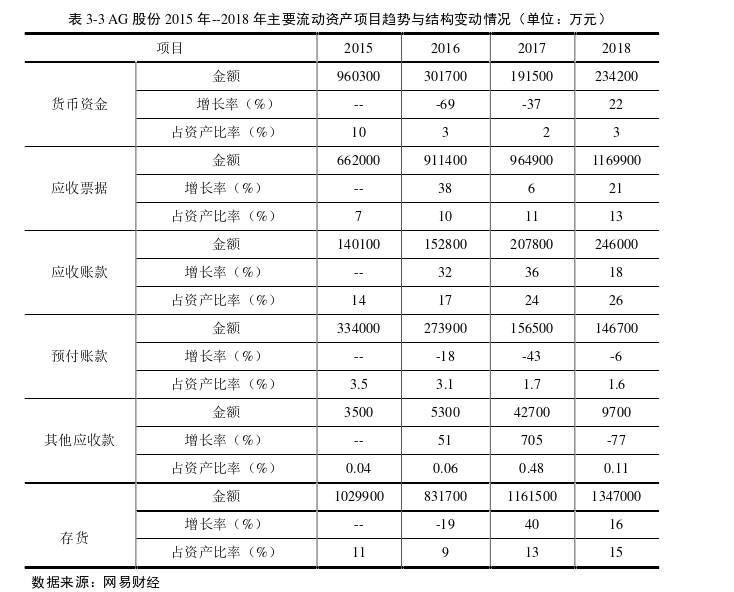 表 3-3 AG 股份 2015 年--2018 年主要流动资产项目趋势与结构变动情况（单位：万元）
项目 2015 2016 2017 2018
货币资金 金额 960300 301700 191500 234200
增长率（%） -- -69 -37 22
占资产比率（%） 10 3 2 3
应收票据 金额 662000 911400 964900 1169900
增长率（%） -- 38 6 21
占资产比率（%） 7 10 11 13
应收账款 金额 140100 152800 207800 246000
增长率（%） -- 32 36 18
占资产比率（%） 14 17 24 26
预付账款 金额 334000 273900 156500 146700
增长率（%） -- -18 -43 -6
占资产比率（%） 3.5 3.1 1.7 1.6
其他应收款 金额 3500 5300 42700 9700
增长率（%） -- 51 705 -77
占资产比率（%） 0.04 0.06 0.48 0.11
存货 金额 1029900 831700 1161500 1347000
增长率（%） -- -19 40 16
占资产比率（%） 11 9 13 15
数据来源：网易财经